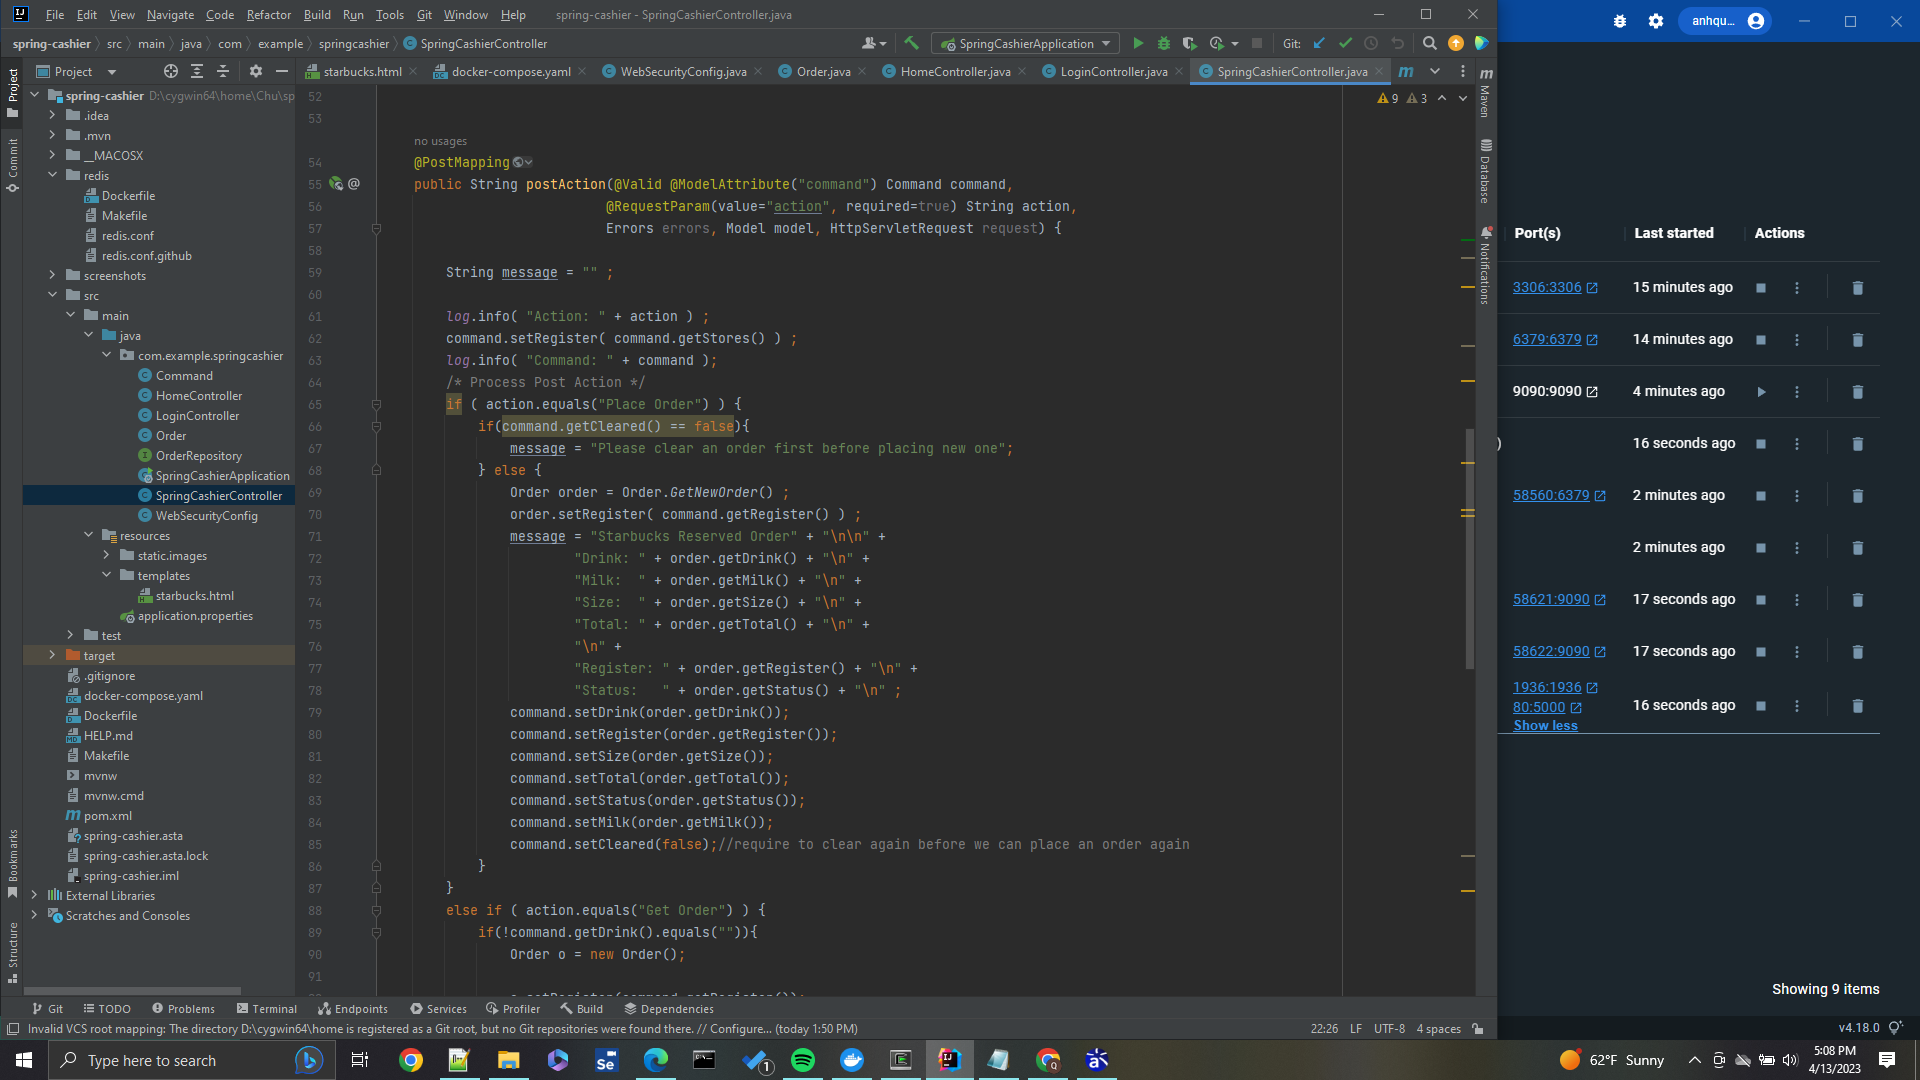 File Edit View Navigate Code Refactor Build Run Tools Git Window Help spring-cashier - SpringCashierController.java
anhqu...
spring-cashier src main java com example springcashier SpringCashierController
SpringCashierApplication
Git:
Project
starbucks.html docker-compose.yaml WebSecurityConfig.java Order.java HomeController.java LoginController.java SpringCashierController.java
9 3
Project
Commit
Bookmarks
Structure
Maven
Database
Notifications
spring-cashier D:\cygwin64\home\Chu\sp
.idea
.mvn
__MACOSX
redis
Dockerfile
Makefile
redis.conf
redis.conf.github
screenshots
src
main
java
com.example.springcashier
Command
HomeController
LoginController
Order
OrderRepository
SpringCashierApplication
SpringCashierController
WebSecurityConfig
resources
static.images
templates
starbucks.html
application.properties
test
target
.gitignore
docker-compose.yaml
Dockerfile
HELP.md
Makefile
mvnw
mvnw.cmd
pom.xml
spring-cashier.asta
spring-cashier.asta.lock
spring-cashier.iml
External Libraries
Scratches and Consoles
52
53
no usages
54 @PostMapping
55 public String postAction(@Valid @ModelAttribute("command") Command command,
56 @RequestParam(value="action", required=true) String action,
57 Errors errors, Model model, HttpServletRequest request) {
58
59 String message = "" ;
60
61 log.info( "Action: " + action ) ;
62 command.setRegister( command.getStores() ) ;
63 log.info( "Command: " + command );
64 /* Process Post Action */
65 if ( action.equals("Place Order") ) {
66 if(command.getCleared() == false){
67 message = "Please clear an order first before placing new one";
68 } else {
69 Order order = Order.GetNewOrder() ;
70 order.setRegister( command.getRegister() ) ;
71 message = "Starbucks Reserved Order" + "\n\n" +
72 "Drink: " + order.getDrink() + "\n" +
73 "Milk:  " + order.getMilk() + "\n" +
74 "Size:  " + order.getSize() + "\n" +
75 "Total: " + order.getTotal() + "\n" +
76 "\n" +
77 "Register: " + order.getRegister() + "\n" +
78 "Status:   " + order.getStatus() + "\n" ;
79 command.setDrink(order.getDrink());
80 command.setRegister(order.getRegister());
81 command.setSize(order.getSize());
82 command.setTotal(order.getTotal());
83 command.setStatus(order.getStatus());
84 command.setMilk(order.getMilk());
85 command.setCleared(false);//require to clear again before we can place an order again
86 }
87 }
88 else if ( action.equals("Get Order") ) {
89 if(!command.getDrink().equals("")){
90 Order o = new Order();
91
Port(s) Last started Actions
3306:3306 15 minutes ago
6379:6379 14 minutes ago
9090:9090 4 minutes ago
) 16 seconds ago
58560:6379 2 minutes ago
2 minutes ago
58621:9090 17 seconds ago
58622:9090 17 seconds ago
1936:1936
80:5000 16 seconds ago
Show less
Showing 9 items
v4.18.0
Git TODO Problems Terminal Endpoints Services Profiler Build Dependencies
Invalid VCS root mapping: The directory D:\cygwin64\home is registered as a Git root, but no Git repositories were found there. // Configure... (today 1:50 PM)
22:26 LF UTF-8 4 spaces
Type here to search
Se
1
62°F Sunny
5:08 PM
4/13/2023